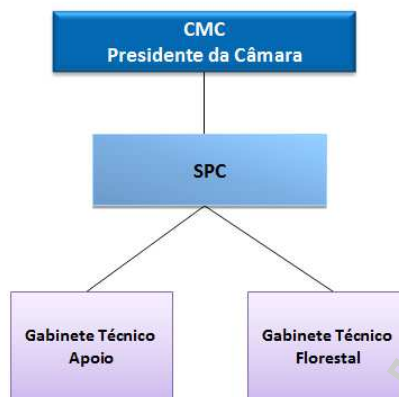 CMC
Presidente da Câmara
SPC
Gabinete Técnico
Apoio
Gabinete Técnico
Florestal